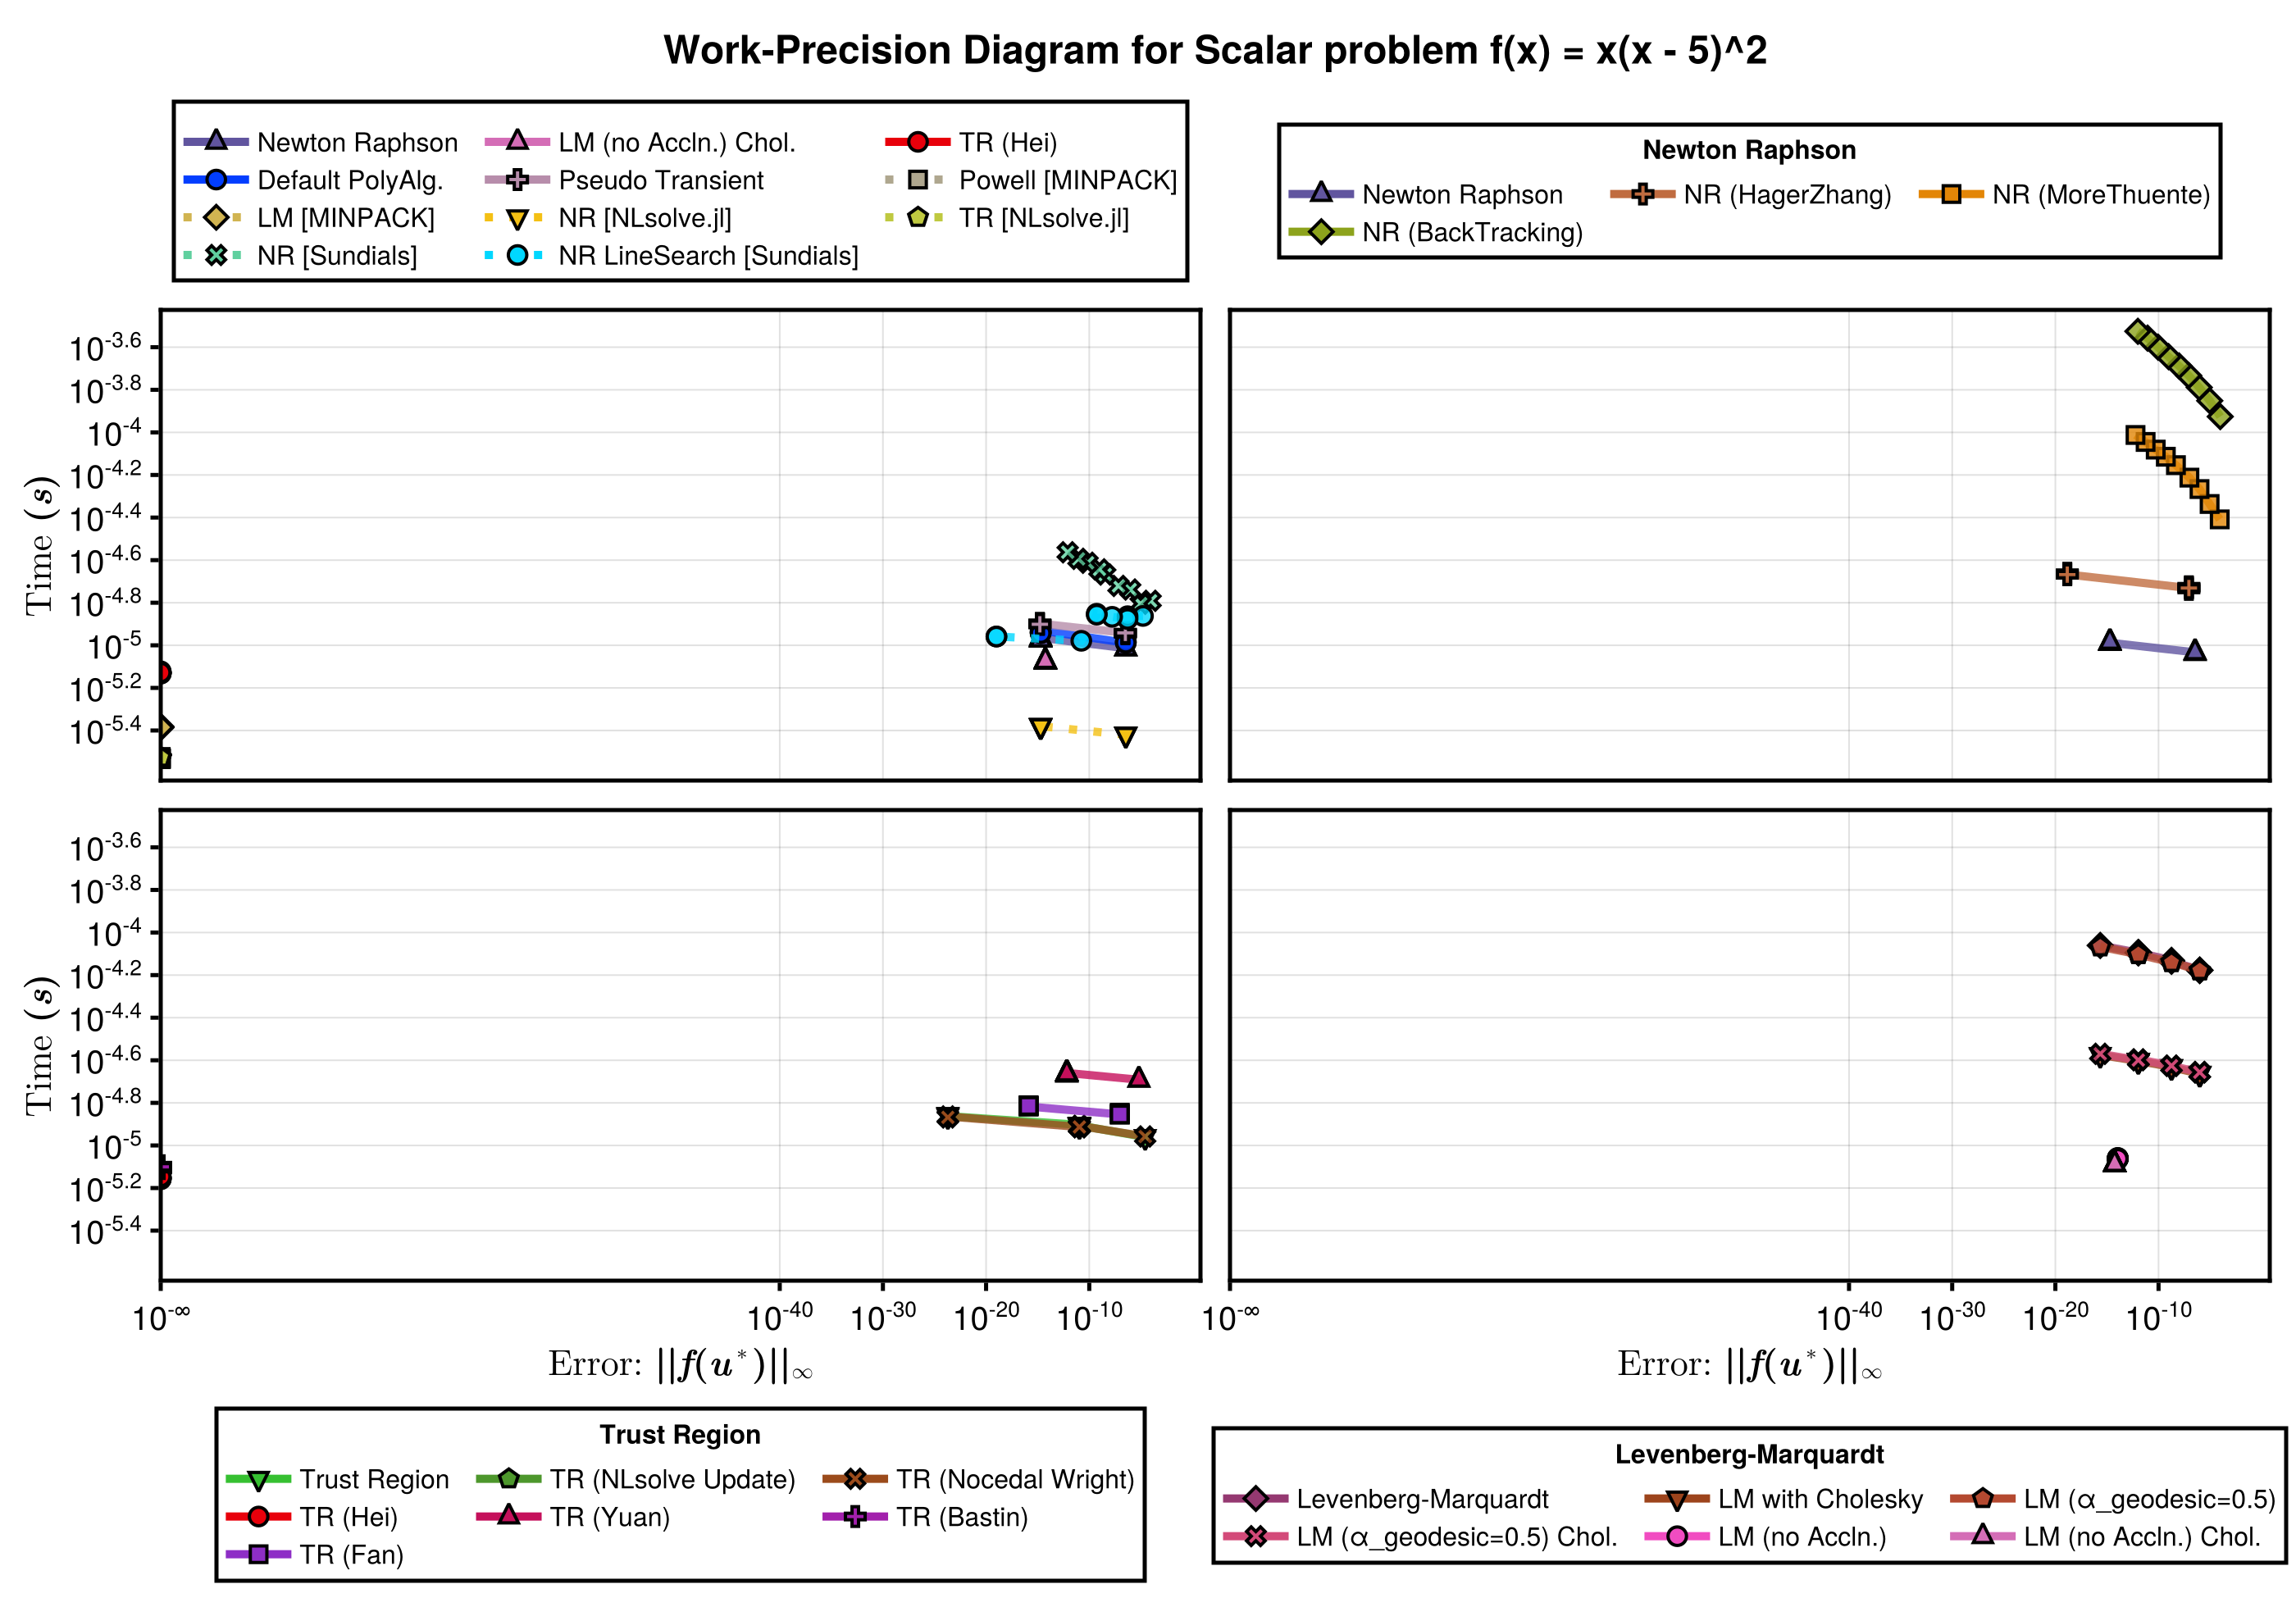 Work-Precision Diagram for Scalar problem f(x) = x(x - 5)^2
Newton Raphson LM (no Accln.) Chol. TR (Hei)
Default PolyAlg. Pseudo Transient Powell [MINPACK]
LM [MINPACK] NR [NLsolve.jl] TR [NLsolve.jl]
NR [Sundials] NR LineSearch [Sundials]
Newton Raphson
Newton Raphson NR (HagerZhang) NR (MoreThuente)
NR (BackTracking)
Time (s)
10^-3.6
10^-3.8
10^-4
10^-4.2
10^-4.4
10^-4.6
10^-4.8
10^-5
10^-5.2
10^-5.4
Time (s)
10^-3.6
10^-3.8
10^-4
10^-4.2
10^-4.4
10^-4.6
10^-4.8
10^-5
10^-5.2
10^-5.4
10^-∞ 10^-40 10^-30 10^-20 10^-10
10^-∞ 10^-40 10^-30 10^-20 10^-10
Error: ||f(u*)||∞
Error: ||f(u*)||∞
Trust Region
Trust Region TR (NLsolve Update) TR (Nocedal Wright)
TR (Hei) TR (Yuan) TR (Bastin)
TR (Fan)
Levenberg-Marquardt
Levenberg-Marquardt LM with Cholesky LM (α_geodesic=0.5)
LM (α_geodesic=0.5) Chol. LM (no Accln.) LM (no Accln.) Chol.